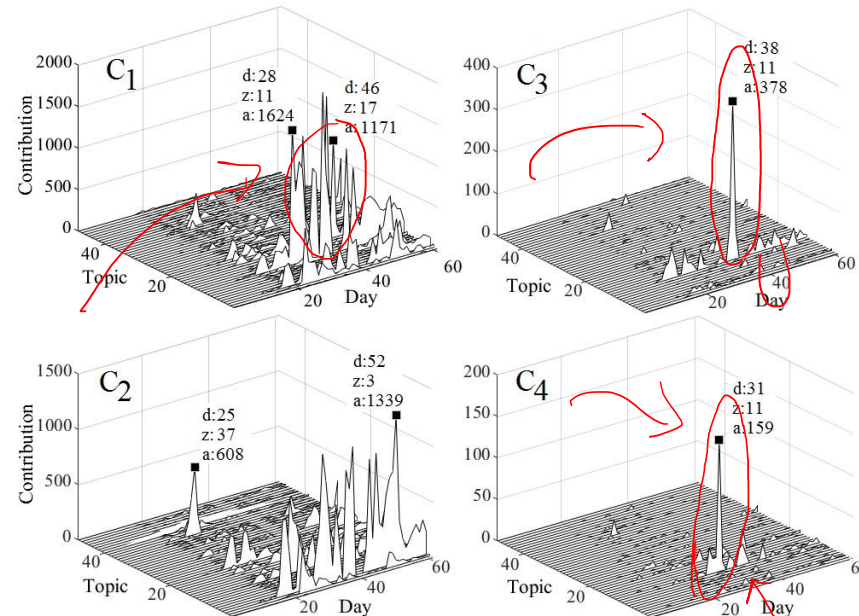 C1
d:28
z:11
a:1624
d:46
z:17
a:1171
2000
1500
1000
500
0
Contribution
40
20
Topic
20
40
60
Day
C3
d:38
z:11
a:378
400
300
200
100
0
40
20
Topic
20
40
60
Day
C2
d:25
z:37
a:608
d:52
z:3
a:1339
1500
1000
500
0
Contribution
40
20
Topic
20
40
60
Day
C4
d:31
z:11
a:159
200
150
100
50
0
40
20
Topic
20
40
Day